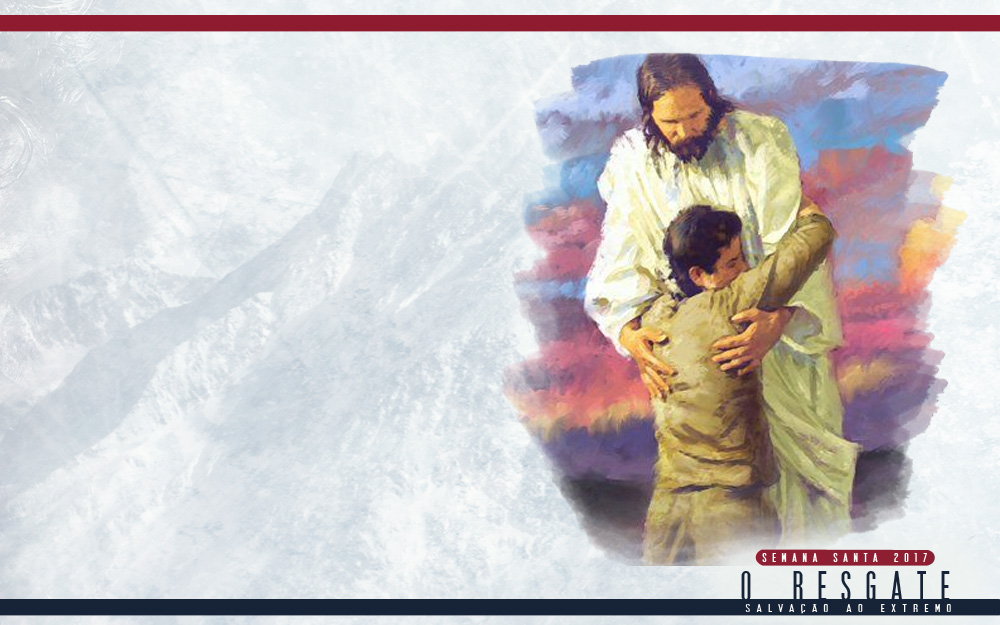 SEMANA SANTA 2017
O RESGATE
SALVAÇÃO AO EXTREMO